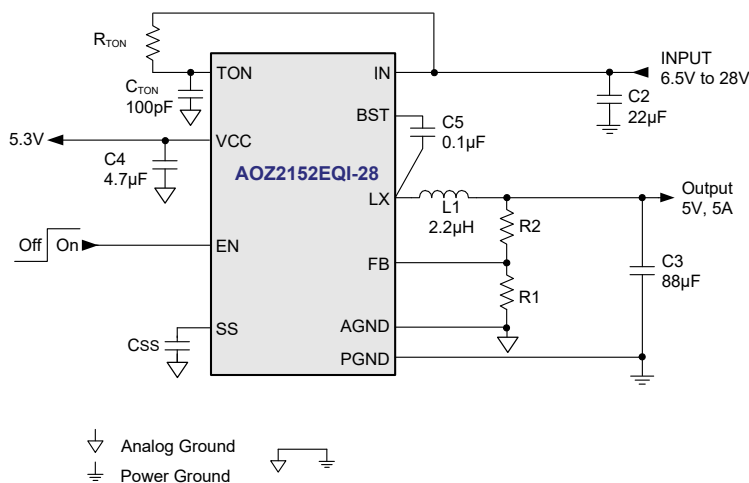 RTON
TON
IN
INPUT
6.5V to 28V
CTON
100pF
C2
22µF
BST
C5
0.1µF
5.3V
VCC
C4
4.7µF
AOZ2152EQI-28
LX
L1
2.2µH
Output
5V, 5A
R2
Off
On
EN
FB
C3
88µF
R1
SS
CSS
AGND
PGND
Analog Ground
Power Ground